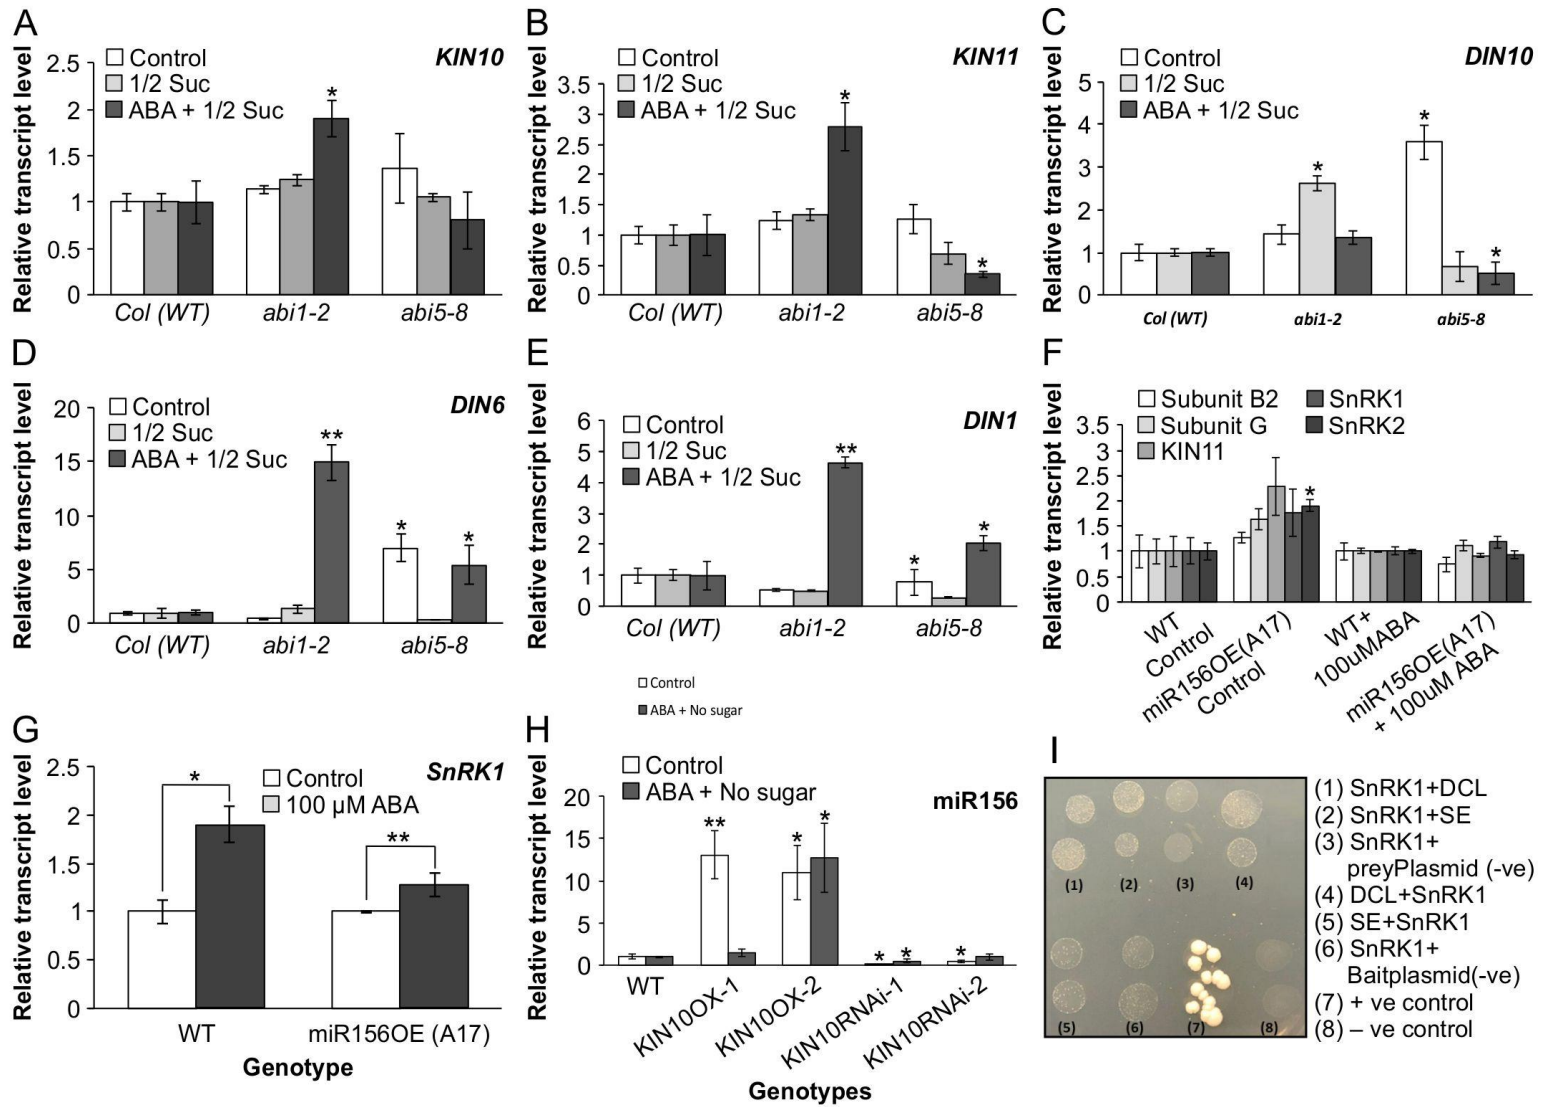 A
Relative transcript level
Control
1/2 Suc
ABA + 1/2 Suc
KIN10
2.5
2
1.5
1
0.5
0
Col (WT)
abi1-2
abi5-8
*
B
Relative transcript level
Control
1/2 Suc
ABA + 1/2 Suc
KIN11
3.5
3
2.5
2
1.5
1
0.5
0
Col (WT)
abi1-2
abi5-8
*
*
C
Relative transcript level
Control
1/2 Suc
ABA + 1/2 Suc
DIN10
5
4
3
2
1
0
Col (WT)
abi1-2
abi5-8
*
*
*
D
Relative transcript level
Control
1/2 Suc
ABA + 1/2 Suc
DIN6
20
15
10
5
0
Col (WT)
abi1-2
abi5-8
**
*
*
E
Relative transcript level
Control
1/2 Suc
ABA + 1/2 Suc
DIN1
6
5
4
3
2
1
0
Col (WT)
abi1-2
abi5-8
**
*
*
Control
ABA + No sugar
F
Relative transcript level
Subunit B2
Subunit G
KIN11
SnRK1
SnRK2
3.5
3
2.5
2
1.5
1
0.5
0
*
WT
Control
miR156OE(A17)
Control
WT+
100uMABA
miR156OE(A17)
+ 100uM ABA
G
Relative transcript level
Control
100 µM ABA
SnRK1
2.5
2
1.5
1
0.5
0
*
**
WT
miR156OE (A17)
Genotype
H
Relative transcript level
Control
ABA + No sugar
miR156
20
15
10
5
0
**
*
*
*
*
*
WT
KIN10OX-1
KIN10OX-2
KIN10RNAi-1
KIN10RNAi-2
Genotypes
I
(1)
(2)
(3)
(4)
(5)
(6)
(7)
(8)
(1) SnRK1+DCL
(2) SnRK1+SE
(3) SnRK1+
preyPlasmid (-ve)
(4) DCL+SnRK1
(5) SE+SnRK1
(6) SnRK1+
Baitplasmid(-ve)
(7) + ve control
(8) – ve control